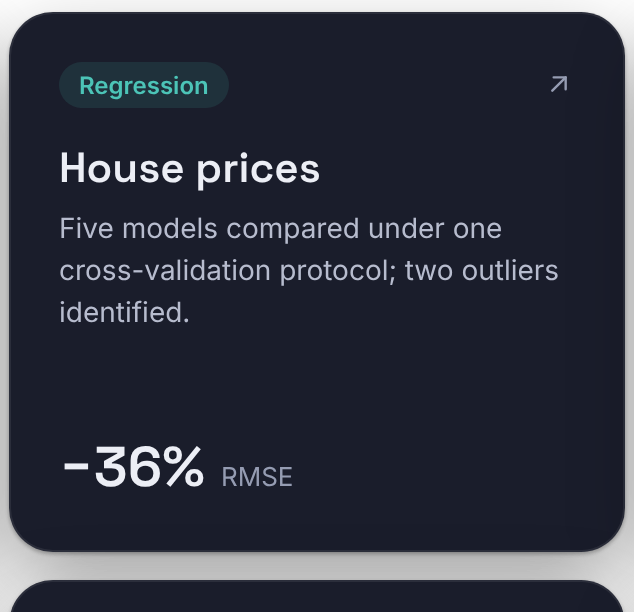 Regression
House prices
Five models compared under one
cross-validation protocol; two outliers
identified.
−36% RMSE